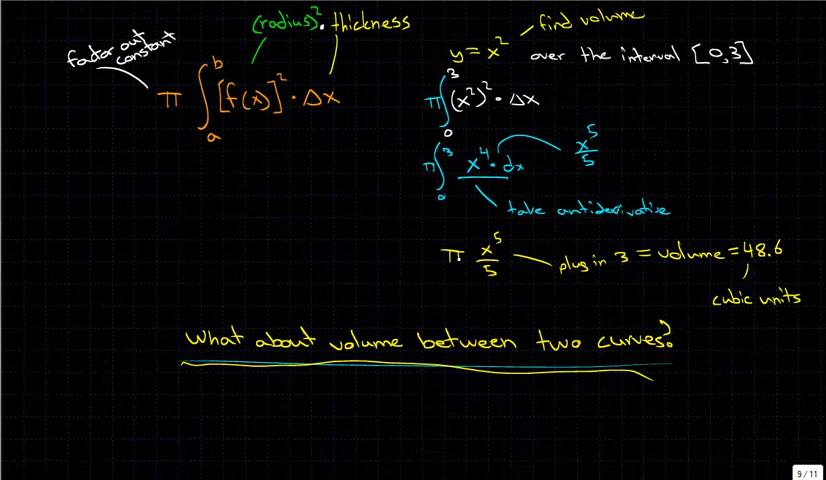 (radius)² · thickness
factor out
constant
π ∫ₐᵇ [f(x)]² · Δx
find volume
y = x²
over the interval [0,3]
π ∫₀³ (x²)² · Δx
π ∫₀³ x⁴ · dx
x⁵/5
take antiderivative
π x⁵/5
plug in 3 = volume = 48.6
cubic units
What about volume between two curves?
9 / 11